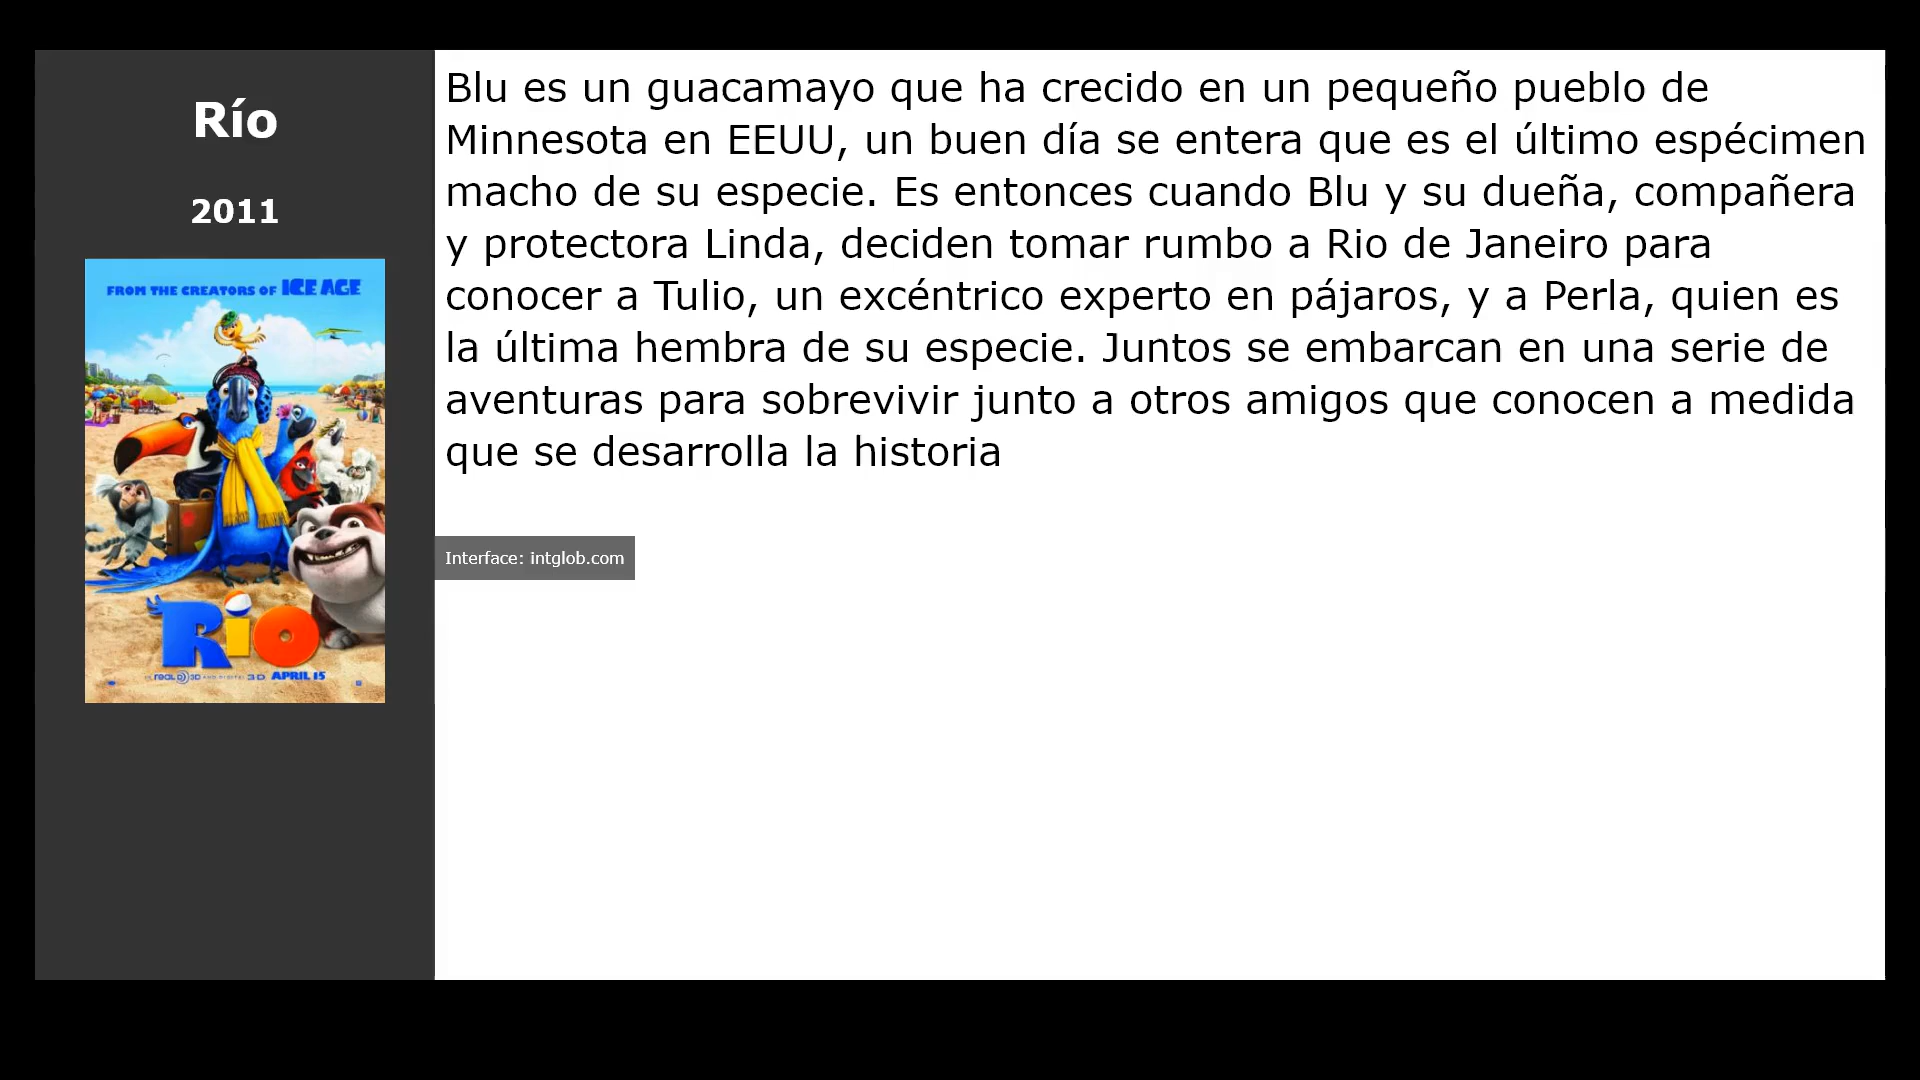 Río
2011
FROM THE CREATORS OF ICE AGE
Rio
REAL D 3D AND DIGITAL 3D APRIL 15
Blu es un guacamayo que ha crecido en un pequeño pueblo de
Minnesota en EEUU, un buen día se entera que es el último espécimen
macho de su especie. Es entonces cuando Blu y su dueña, compañera
y protectora Linda, deciden tomar rumbo a Rio de Janeiro para
conocer a Tulio, un excéntrico experto en pájaros, y a Perla, quien es
la última hembra de su especie. Juntos se embarcan en una serie de
aventuras para sobrevivir junto a otros amigos que conocen a medida
que se desarrolla la historia
Interface: intglob.com